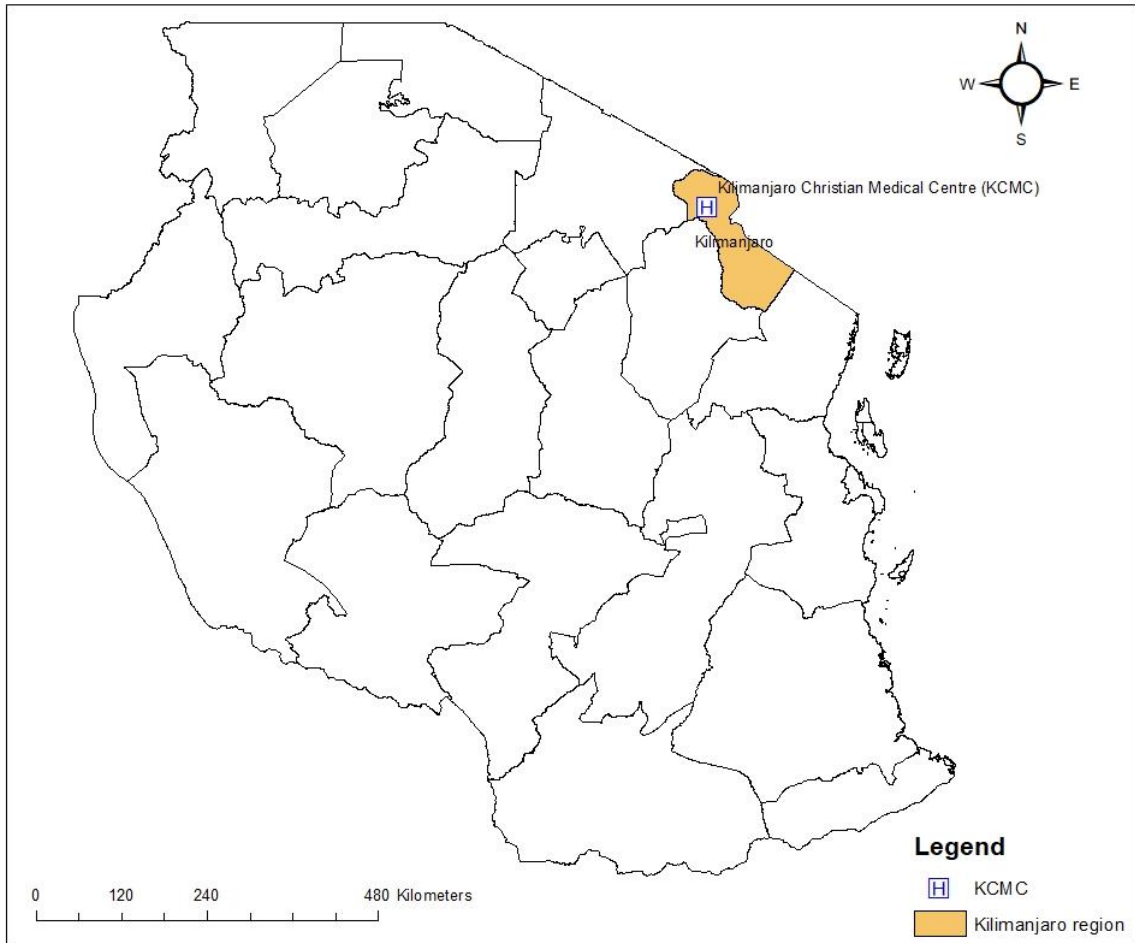 N
W E
S
Kilimanjaro Christian Medical Centre (KCMC)
H
Kilimanjaro
Legend
H KCMC
Kilimanjaro region
0 120 240 480 Kilometers